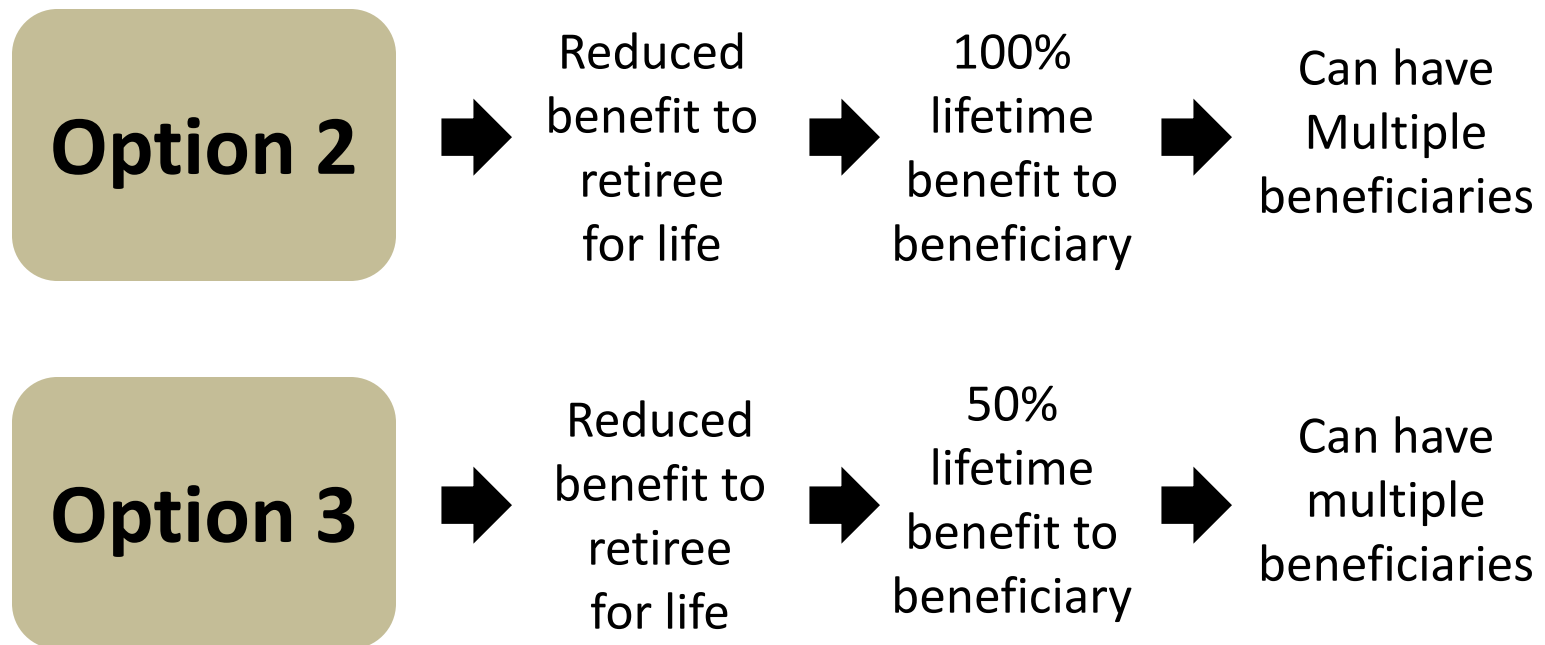 Option 2
Reduced
benefit to
retiree
for life
100%
lifetime
benefit to
beneficiary
Can have
Multiple
beneficiaries
Option 3
Reduced
benefit to
retiree
for life
50%
lifetime
benefit to
beneficiary
Can have
multiple
beneficiaries